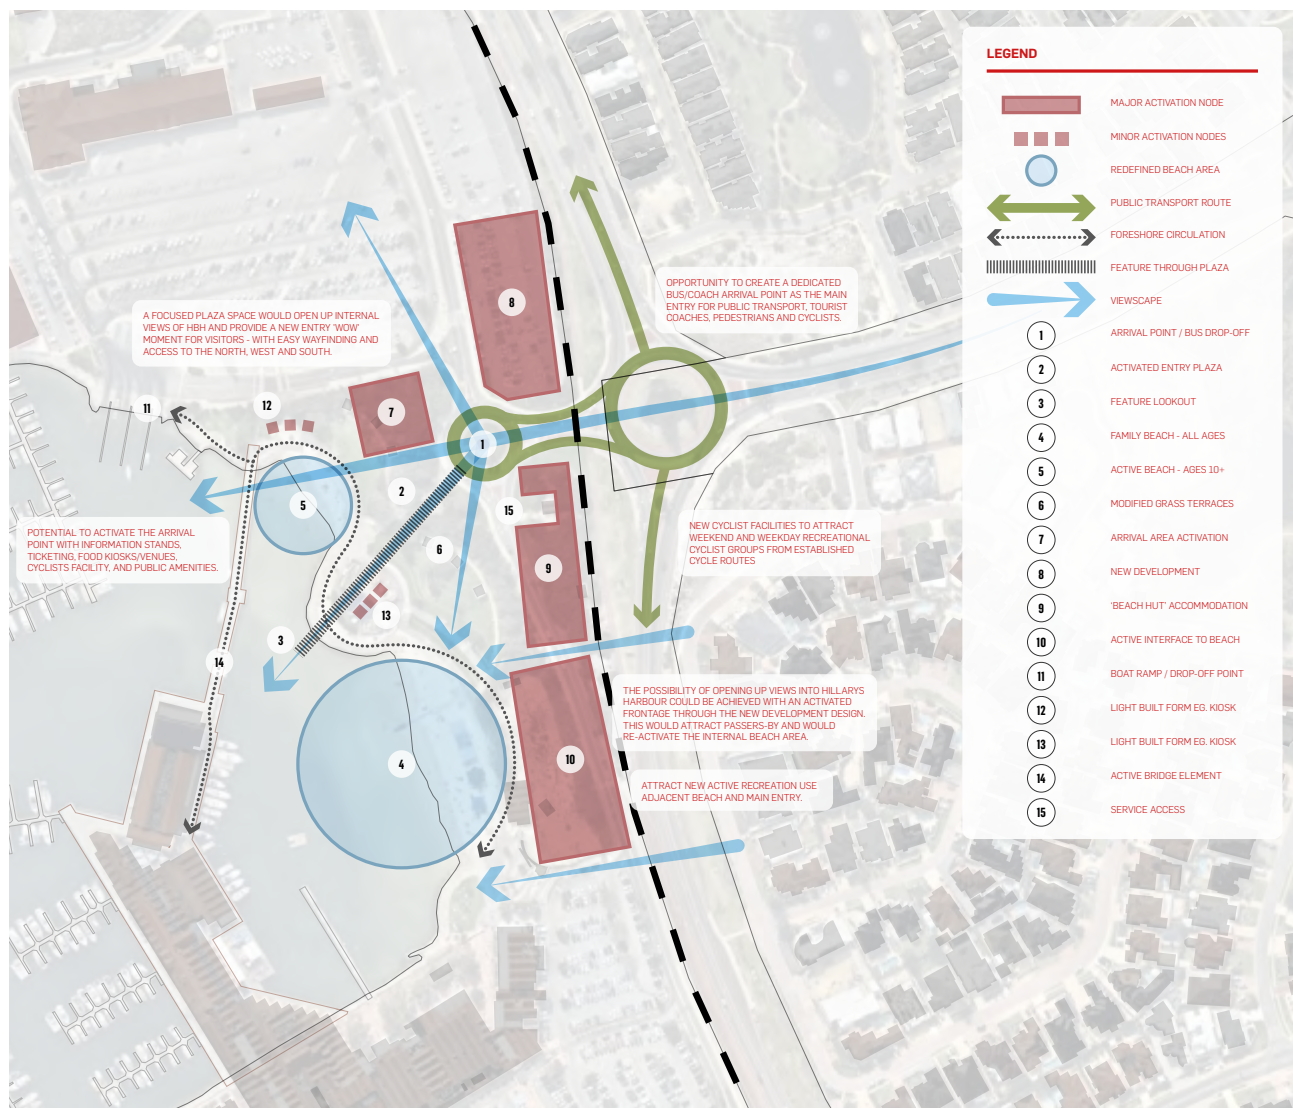 LEGEND
MAJOR ACTIVATION NODE
MINOR ACTIVATION NODES
REDEFINED BEACH AREA
PUBLIC TRANSPORT ROUTE
FORESHORE CIRCULATION
FEATURE THROUGH PLAZA
VIEWSCAPE
1 ARRIVAL POINT / BUS DROP-OFF
2 ACTIVATED ENTRY PLAZA
3 FEATURE LOOKOUT
4 FAMILY BEACH - ALL AGES
5 ACTIVE BEACH - AGES 10+
6 MODIFIED GRASS TERRACES
7 ARRIVAL AREA ACTIVATION
8 NEW DEVELOPMENT
9 'BEACH HUT' ACCOMMODATION
10 ACTIVE INTERFACE TO BEACH
11 BOAT RAMP / DROP-OFF POINT
12 LIGHT BUILT FORM EG. KIOSK
13 LIGHT BUILT FORM EG. KIOSK
14 ACTIVE BRIDGE ELEMENT
15 SERVICE ACCESS
OPPORTUNITY TO CREATE A DEDICATED
BUS/COACH ARRIVAL POINT AS THE MAIN
ENTRY FOR PUBLIC TRANSPORT, TOURIST
COACHES, PEDESTRIANS AND CYCLISTS.
A FOCUSED PLAZA SPACE WOULD OPEN UP INTERNAL
VIEWS OF HBH AND PROVIDE A NEW ENTRY 'WOW'
MOMENT FOR VISITORS - WITH EASY WAYFINDING AND
ACCESS TO THE NORTH, WEST AND SOUTH.
8
11
12
7
1
2
5
15
POTENTIAL TO ACTIVATE THE ARRIVAL
POINT WITH INFORMATION STANDS,
TICKETING, FOOD KIOSKS/VENUES,
CYCLISTS FACILITY, AND PUBLIC AMENITIES.
NEW CYCLIST FACILITIES TO ATTRACT
WEEKEND AND WEEKDAY RECREATIONAL
CYCLIST GROUPS FROM ESTABLISHED
CYCLE ROUTES
6
9
13
3
14
THE POSSIBILITY OF OPENING UP VIEWS INTO HILLARYS
HARBOUR COULD BE ACHIEVED WITH AN ACTIVATED
FRONTAGE THROUGH THE NEW DEVELOPMENT DESIGN.
THIS WOULD ATTRACT PASSERS-BY AND WOULD
RE-ACTIVATE THE INTERNAL BEACH AREA.
4
10
ATTRACT NEW ACTIVE RECREATION USE
ADJACENT BEACH AND MAIN ENTRY.